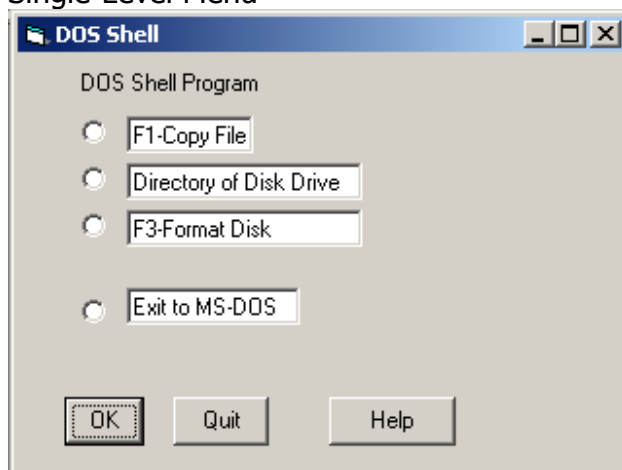 Single Level Menu
DOS Shell
DOS Shell Program
F1-Copy File
Directory of Disk Drive
F3-Format Disk
Exit to MS-DOS
OK Quit Help